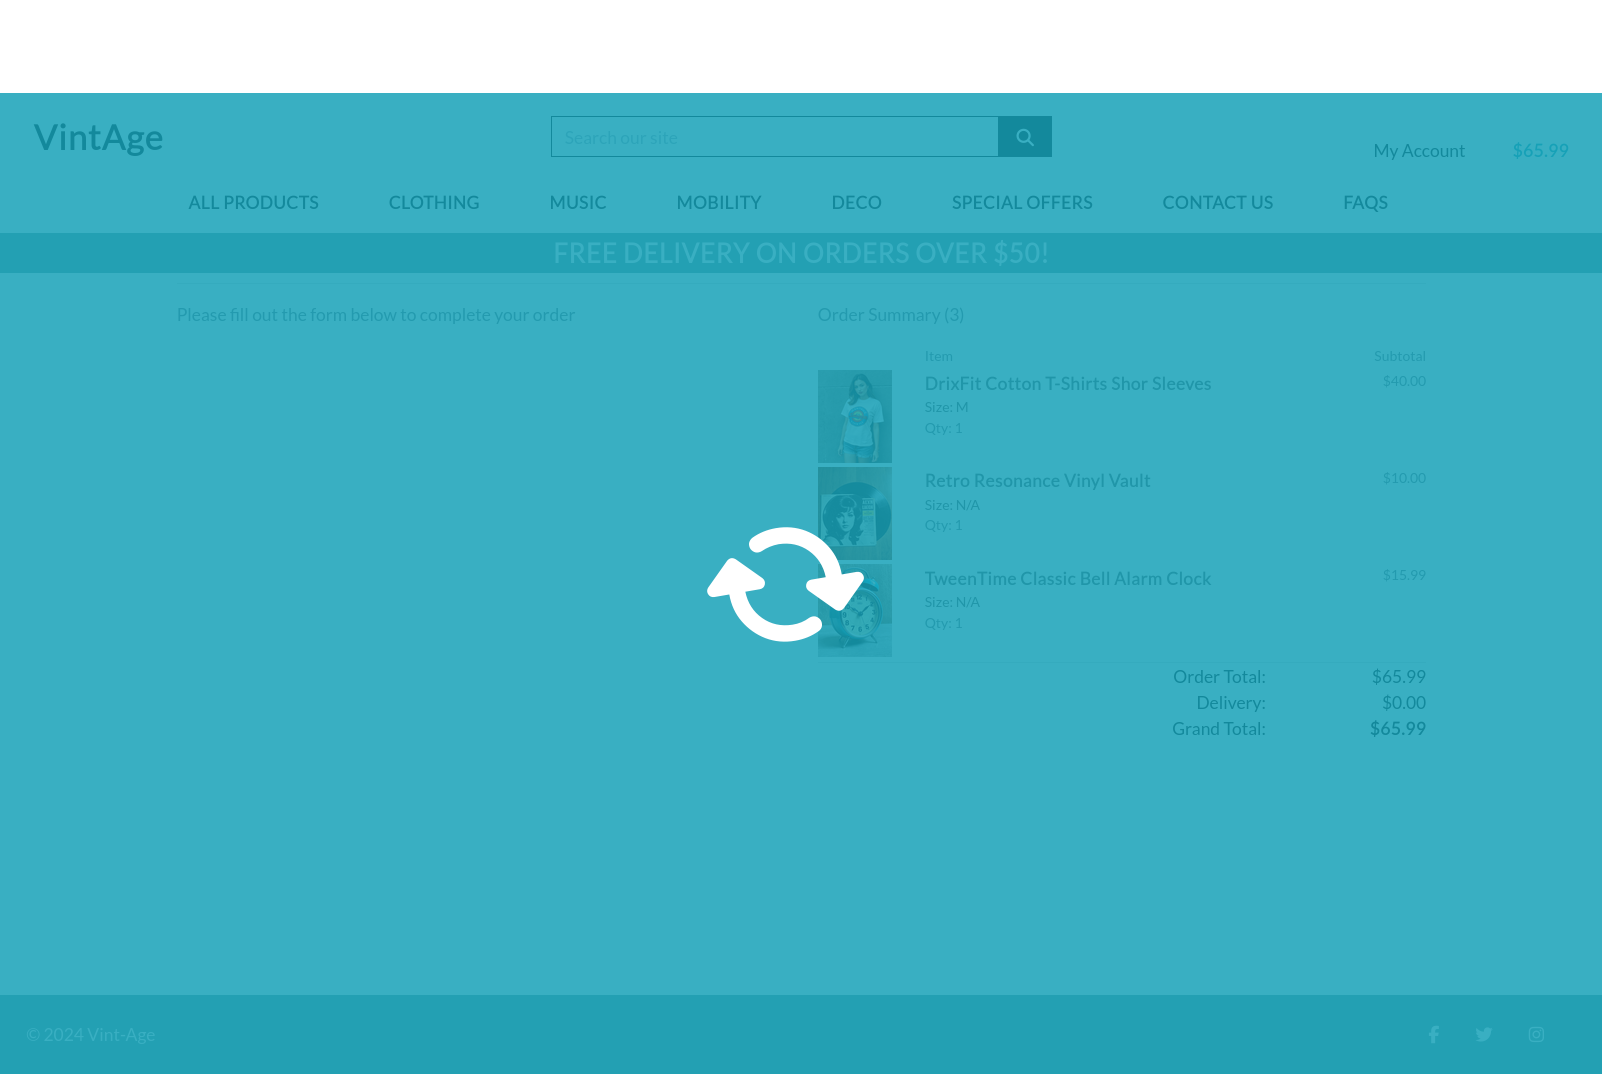 VintAge
Search our site
My Account
$65.99
ALL PRODUCTS
CLOTHING
MUSIC
MOBILITY
DECO
SPECIAL OFFERS
CONTACT US
FAQS
FREE DELIVERY ON ORDERS OVER $50!
Please fill out the form below to complete your order
Order Summary (3)
Item
Subtotal
DrixFit Cotton T-Shirts Shor Sleeves
$40.00
Size: M
Qty: 1
Retro Resonance Vinyl Vault
$10.00
Size: N/A
Qty: 1
TweenTime Classic Bell Alarm Clock
$15.99
Size: N/A
Qty: 1
Order Total: $65.99
Delivery: $0.00
Grand Total: $65.99
© 2024 Vint-Age